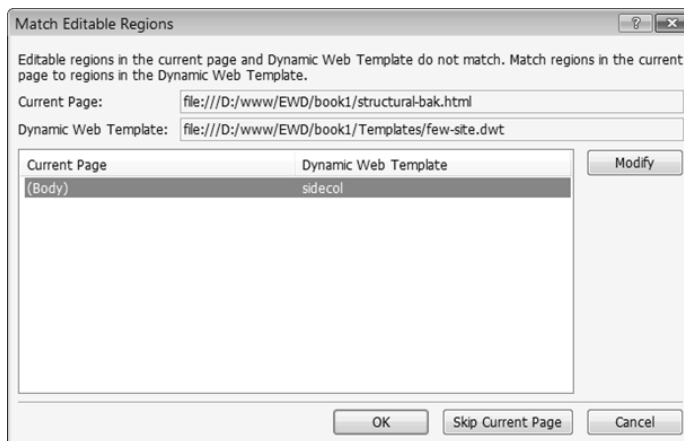 Match Editable Regions
Editable regions in the current page and Dynamic Web Template do not match. Match regions in the current
page to regions in the Dynamic Web Template.
Current Page: file:///D:/www/EWD/book1/structural-bak.html
Dynamic Web Template: file:///D:/www/EWD/book1/Templates/few-site.dwt
Current Page Dynamic Web Template Modify
(Body) sidecol
OK Skip Current Page Cancel